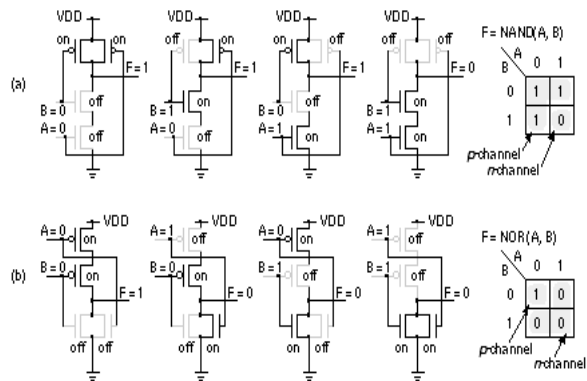 (a)
VDD
on on
F = 1
B = 0 off
A = 0 off
VDD
off on
F = 1
B = 1 on
A = 0 off
VDD
on off
F = 1
B = 0 off
A = 1 on
VDD
off off
F = 0
B = 1 on
A = 1 on
F = NAND(A, B)
A
B 0 1
0 1 1
1 1 0
p-channel
n-channel
(b)
VDD
A = 0 on
B = 0 on
F = 1
off off
VDD
A = 1 off
B = 0 on
F = 0
off on
VDD
A = 0 on
B = 1 off
F = 0
on off
VDD
A = 1 off
B = 1 off
F = 0
on on
F = NOR(A, B)
A
B 0 1
0 1 0
1 0 0
p-channel
n-channel